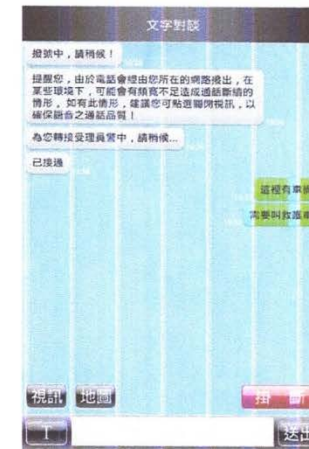 文字對談
撥號中，請稍候！
提醒您，由於電話會經由您所在的網路撥出，在
某些環境下，可能會有頻寬不足造成通話斷續的
情形，如有此情形，建議您可點選關閉視訊，以
確保語音之通話品質！
為您轉接受理員警中，請稍候...
已接通
這裡有車禍
需要叫救護車
視訊 地圖 掛 斷
T 送出